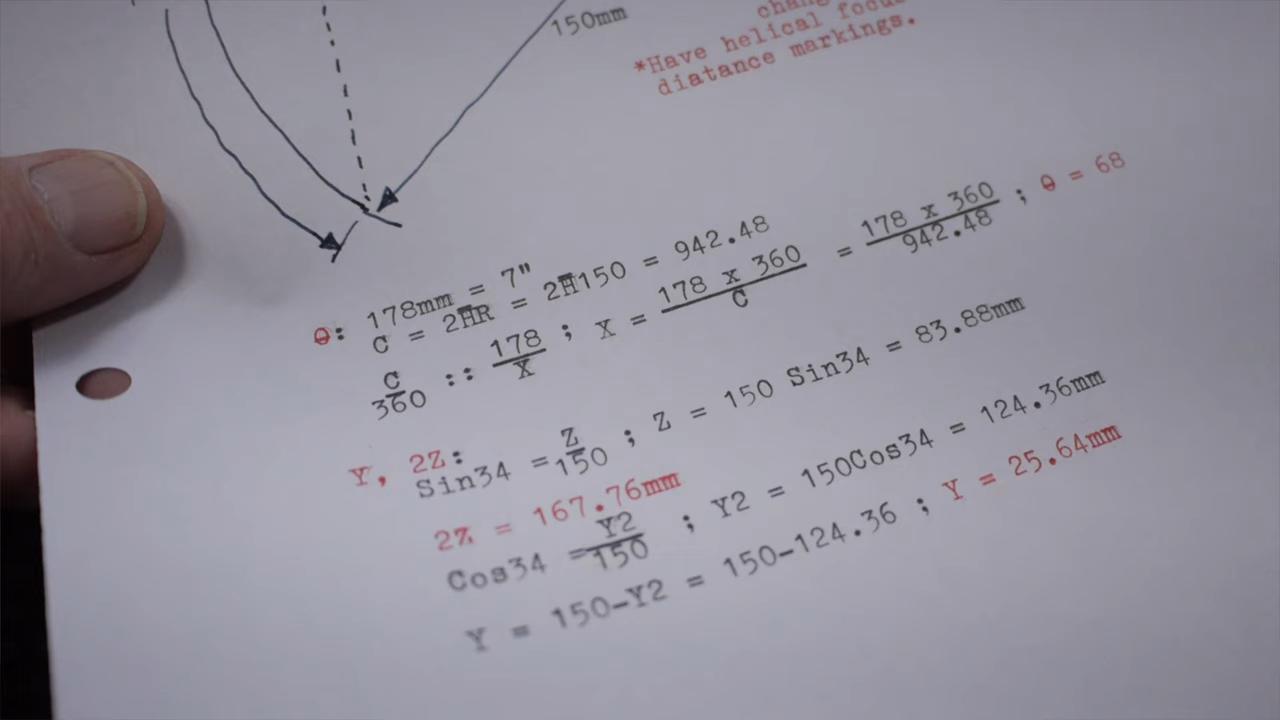 150mm
*Have helical
diatance markings.
θ: 178mm = 7"
C = 2πR = 2π150 = 942.48
C/360 :: 178/X ; X = 178 x 360/C = 178 x 360/942.48 ; θ = 68
Y, 2Z:
Sin34 = Z/150 ; Z = 150 Sin34 = 83.88mm
2Z = 167.76mm
Cos34 = Y2/150 ; Y2 = 150Cos34 = 124.36mm
Y = 150-Y2 = 150-124.36 ; Y = 25.64mm